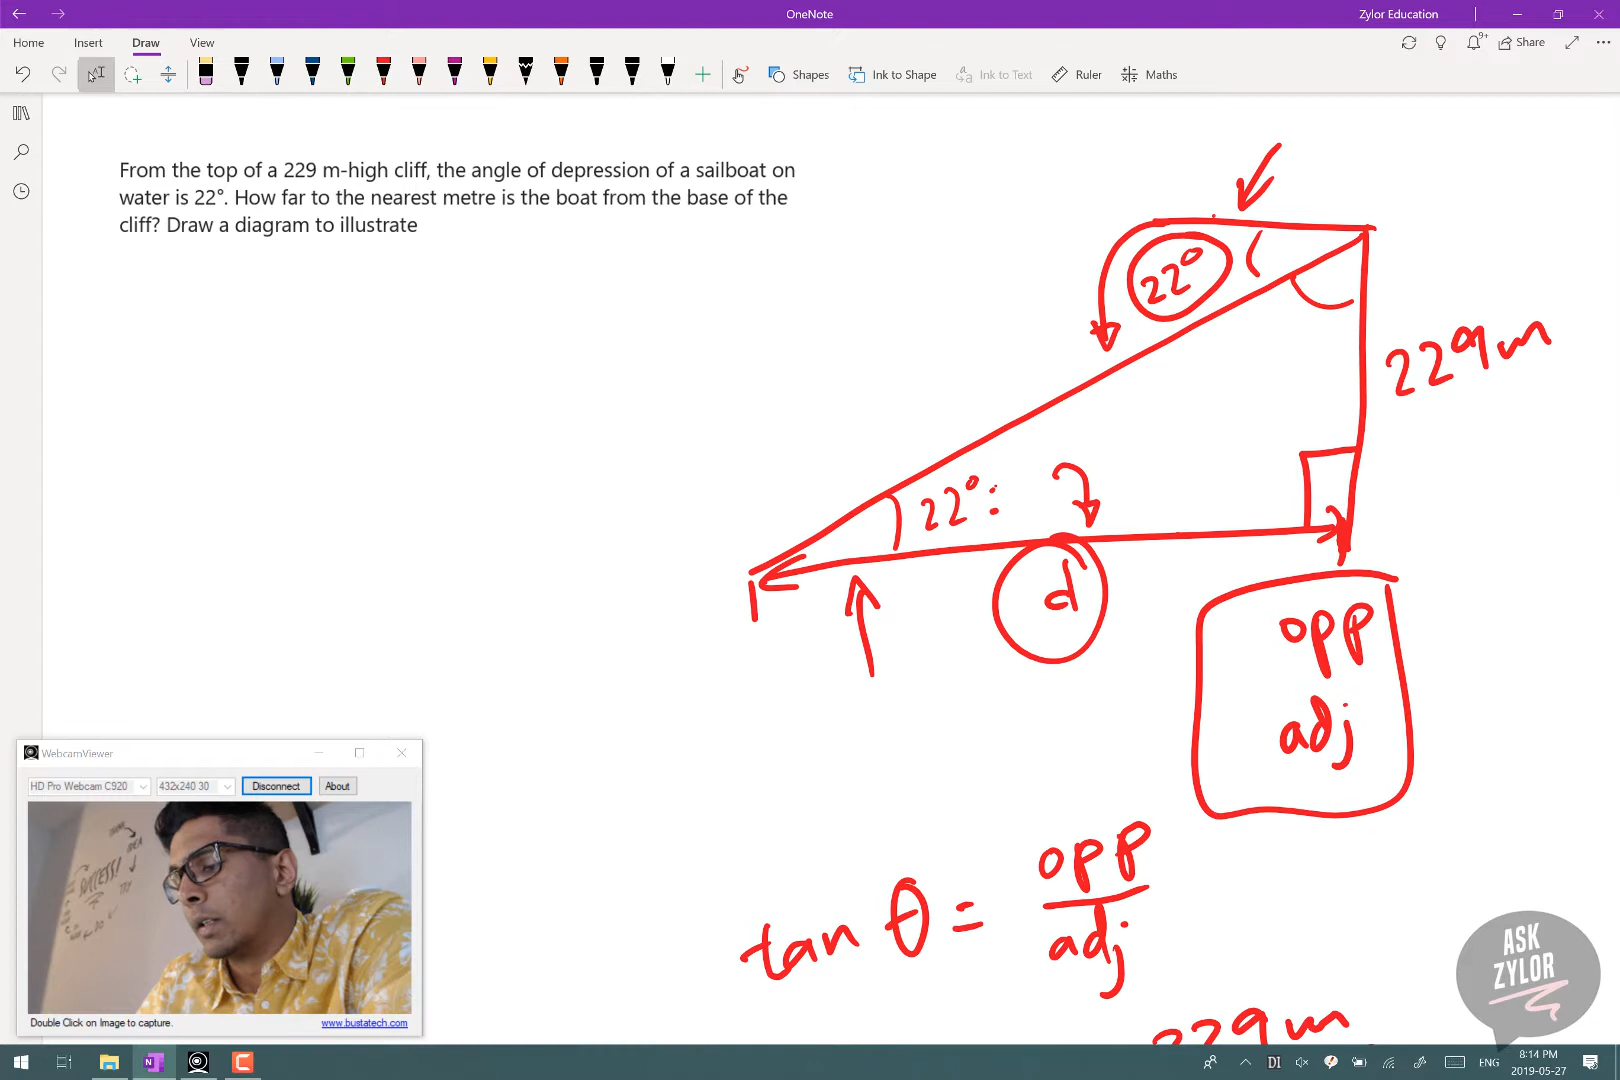 OneNote
Zylor Education
Home Insert Draw View
9+ Share
Shapes Ink to Shape Ink to Text Ruler Maths
From the top of a 229 m-high cliff, the angle of depression of a sailboat on
water is 22°. How far to the nearest metre is the boat from the base of the
cliff? Draw a diagram to illustrate
22°
229m
22°:
d
opp
adj
tan θ = opp
adj
229m
WebcamViewer
HD Pro Webcam C920 432x240 30 Disconnect About
SUCCESS!
Double Click on Image to capture. www.bustatech.com
ASK
ZYLOR
DI ENG 8:14 PM
2019-05-27